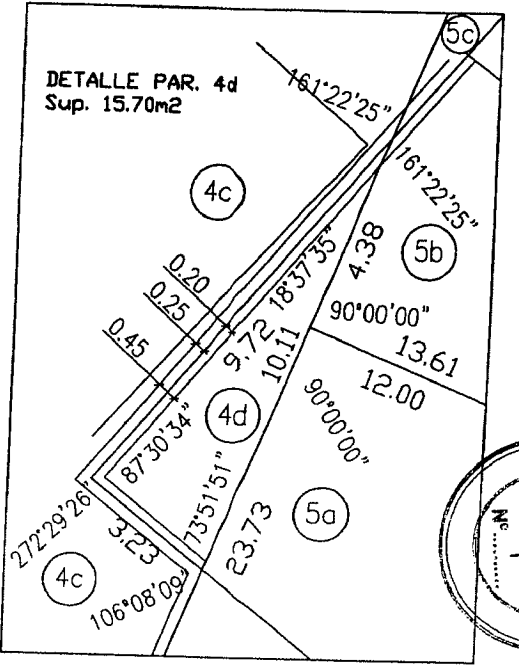 5c
DETALLE PAR. 4d
Sup. 15.70m2
161°22'25"
161°22'25"
4c
5b
4.38
18°37'35"
0.20
0.25
0.45
9.72
10.11
90°00'00"
13.61
12.00
4d
90°00'00"
87°30'34"
73°51'51"
5a
23.73
272°29'26"
3.23
4c
106°08'09"
Nº